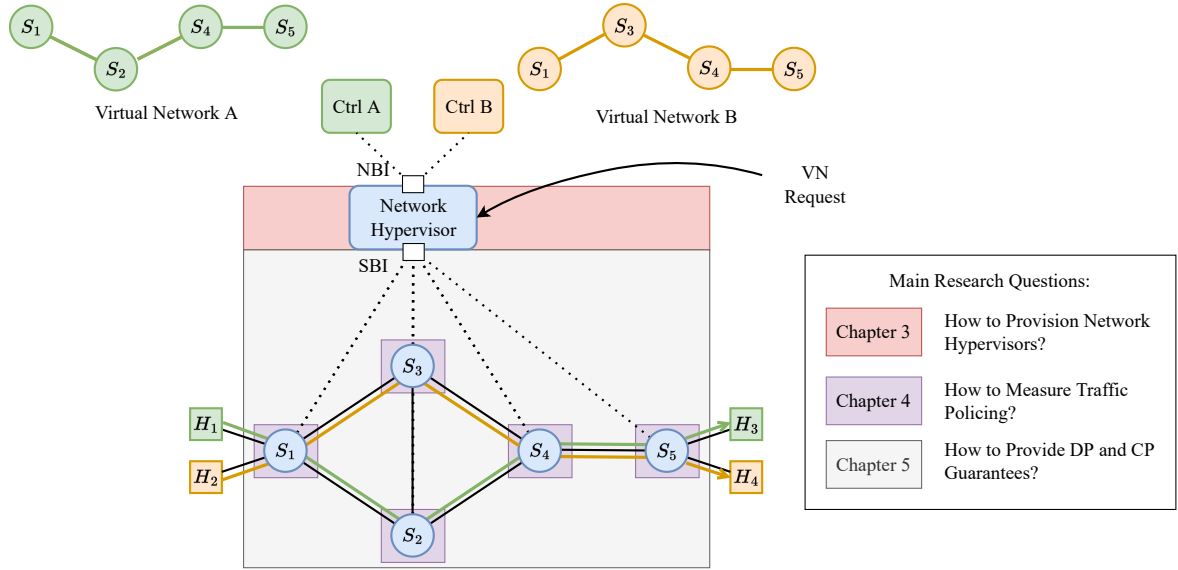 S1
S2
S4
S5
Virtual Network A
S1
S3
S4
S5
Virtual Network B
Ctrl A
Ctrl B
NBI
Network
Hypervisor
SBI
VN
Request
S3
H1
H2
S1
S4
S5
S2
H3
H4
Main Research Questions:
Chapter 3
How to Provision Network
Hypervisors?
Chapter 4
How to Measure Traffic
Policing?
Chapter 5
How to Provide DP and CP
Guarantees?